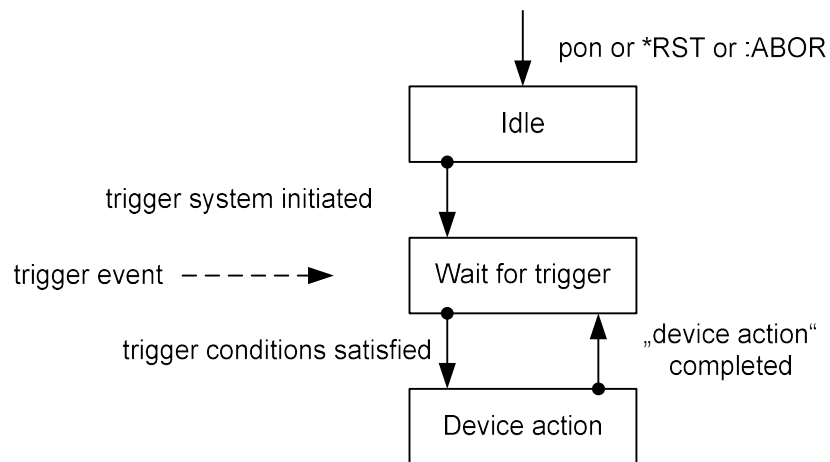 pon or *RST or :ABOR
Idle
trigger system initiated
trigger event
Wait for trigger
trigger conditions satisfied
„device action“
completed
Device action